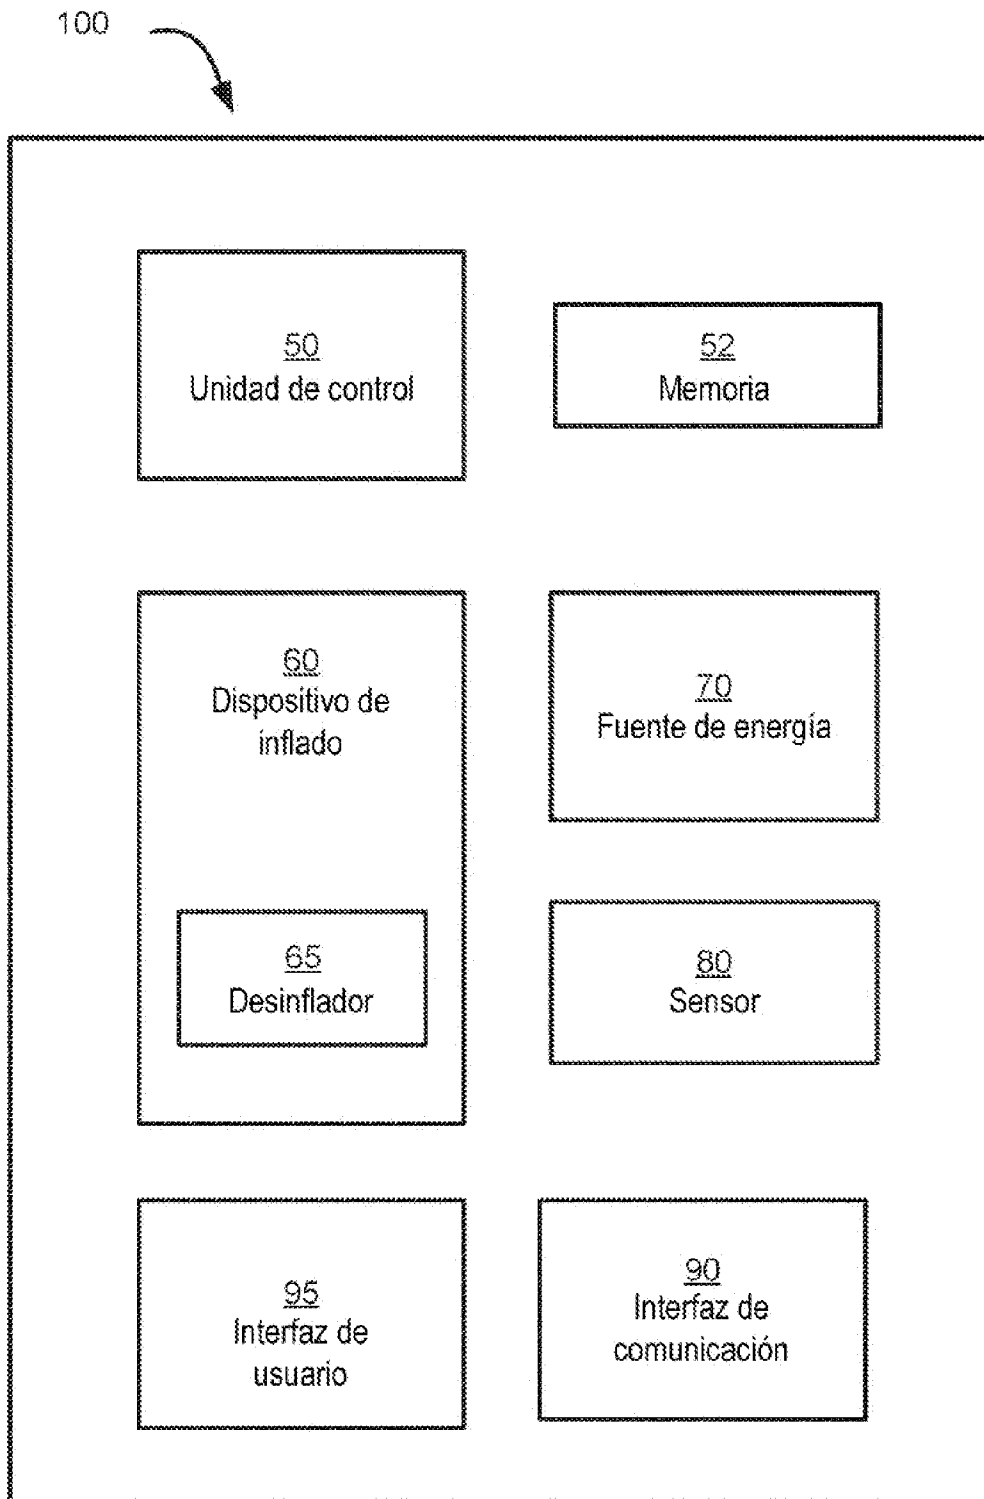 100
50
Unidad de control
52
Memoria
60
Dispositivo de
inflado
70
Fuente de energía
65
Desinflador
80
Sensor
95
Interfaz de
usuario
90
Interfaz de
comunicación